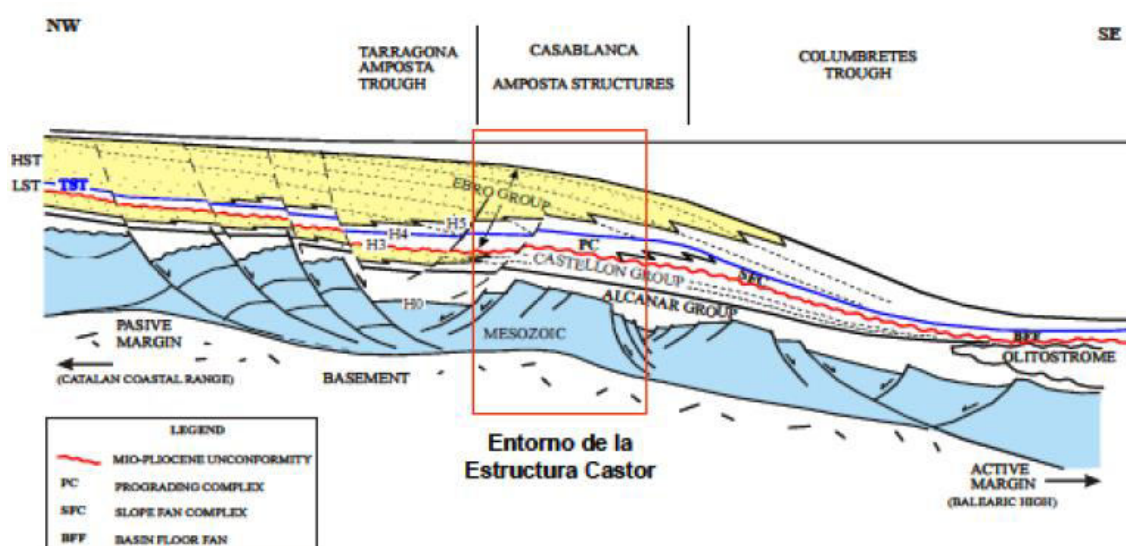 NW
SE
TARRAGONA
AMPOSTA
TROUGH
CASABLANCA
AMPOSTA STRUCTURES
COLUMBRETES
TROUGH
HST
LST
TST
EBRO GROUP
H5
H4
H3
PC
CASTELLON GROUP
SFC
ALCANAR GROUP
H0
MESOZOIC
BFF
OLITOSTROME
PASIVE
MARGIN
(CATALAN COASTAL RANGE)
BASEMENT
Entorno de la
Estructura Castor
ACTIVE
MARGIN
(BALEARIC HIGH)
LEGEND
MIO-PLIOCENE UNCONFORMITY
PC PROGRADING COMPLEX
SFC SLOPE FAN COMPLEX
BFF BASIN FLOOR FAN